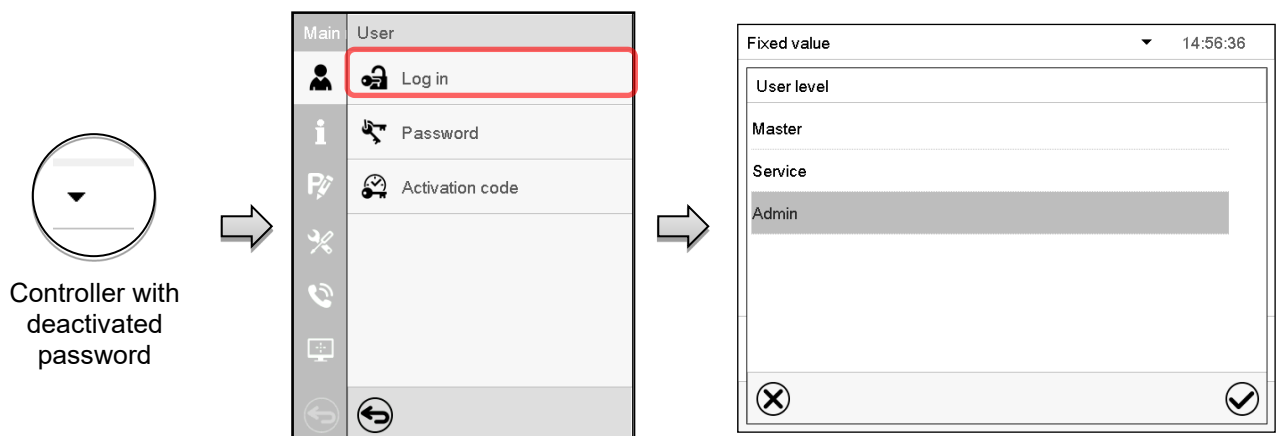 Controller with
deactivated
password
Main
User
Log in
Password
Activation code
Fixed value
14:56:36
User level
Master
Service
Admin